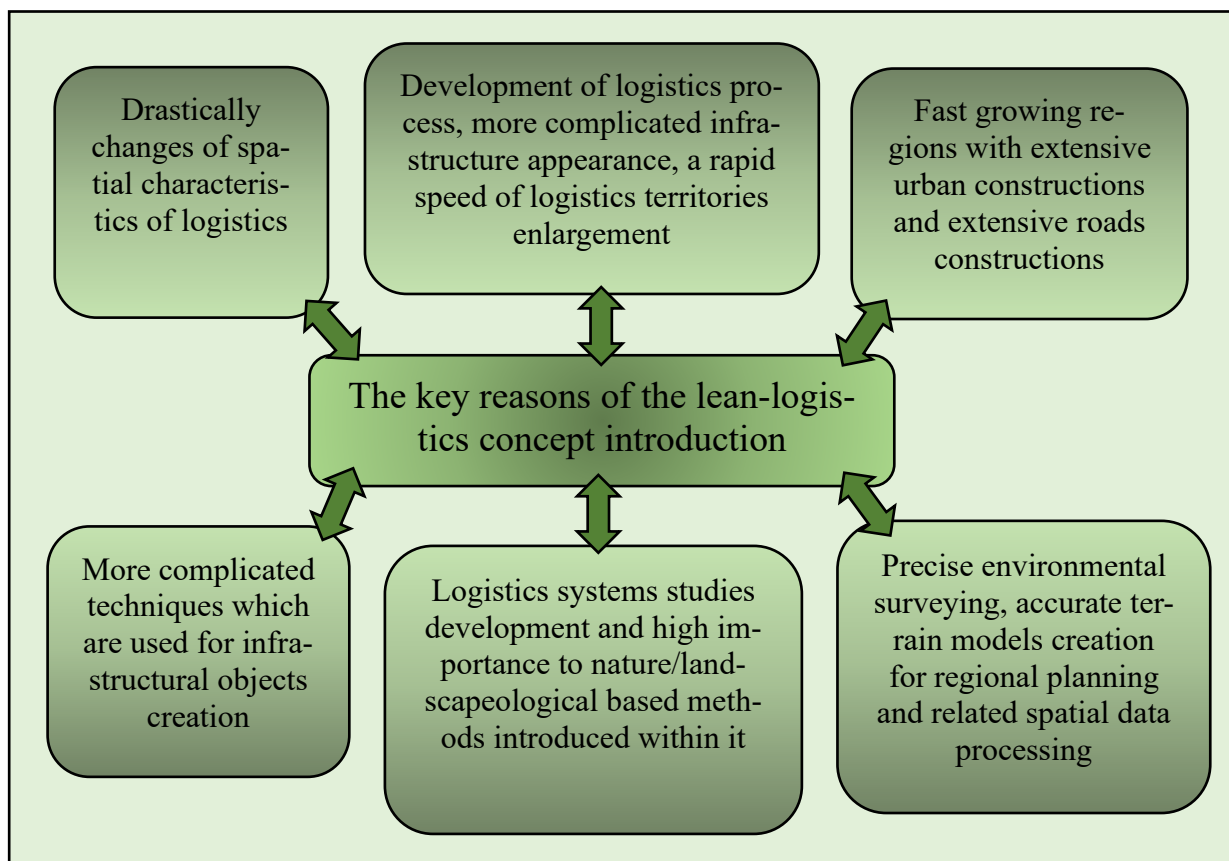 Drastically
changes of spa-
tial characteris-
tics of logistics
Development of logistics pro-
cess, more complicated infra-
structure appearance, a rapid
speed of logistics territories
enlargement
Fast growing re-
gions with extensive
urban constructions
and extensive roads
constructions
The key reasons of the lean-logis-
tics concept introduction
More complicated
techniques which
are used for infra-
structural objects
creation
Logistics systems studies
development and high im-
portance to nature/land-
scapeological based meth-
ods introduced within it
Precise environmental
surveying, accurate ter-
rain models creation
for regional planning
and related spatial data
processing